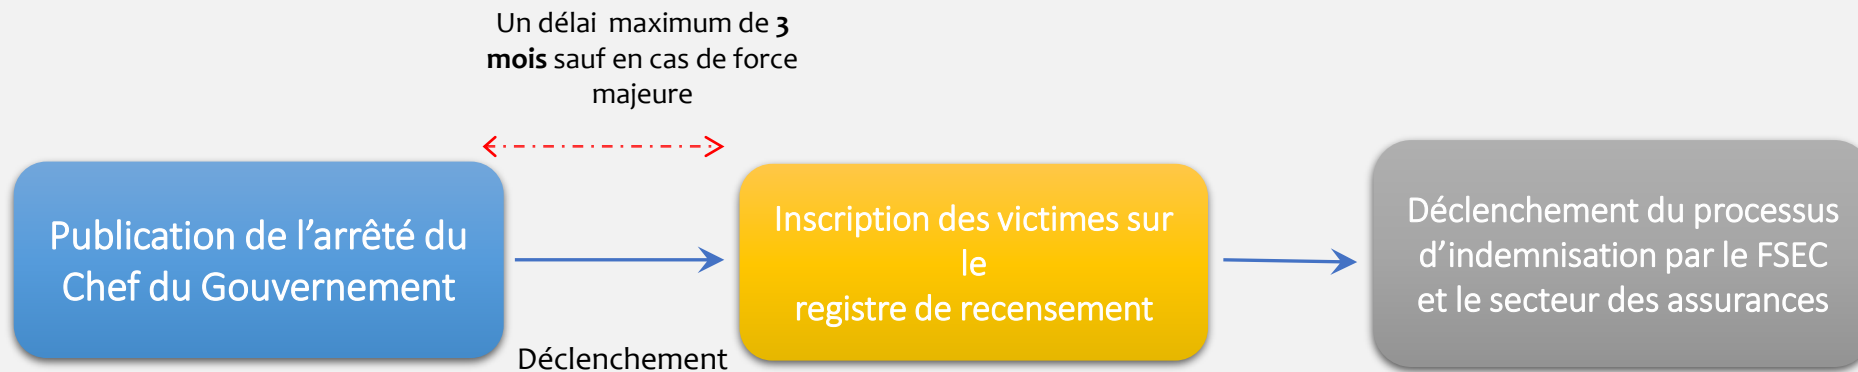 Un délai maximum de 3
mois sauf en cas de force
majeure
Publication de l’arrêté du
Chef du Gouvernement
Déclenchement
Inscription des victimes sur
le
registre de recensement
Déclenchement du processus
d’indemnisation par le FSEC
et le secteur des assurances